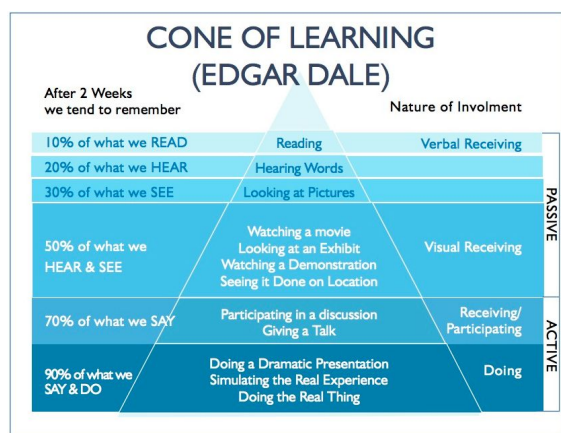 CONE OF LEARNING
(EDGAR DALE)
After 2 Weeks
we tend to remember
Nature of Involment
10% of what we READ
Reading
Verbal Receiving
20% of what we HEAR
Hearing Words
30% of what we SEE
Looking at Pictures
50% of what we
HEAR & SEE
Watching a movie
Looking at an Exhibit
Watching a Demonstration
Seeing it Done on Location
Visual Receiving
PASSIVE
70% of what we SAY
Participating in a discussion
Giving a Talk
Receiving/
Participating
90% of what we
SAY & DO
Doing a Dramatic Presentation
Simulating the Real Experience
Doing the Real Thing
Doing
ACTIVE